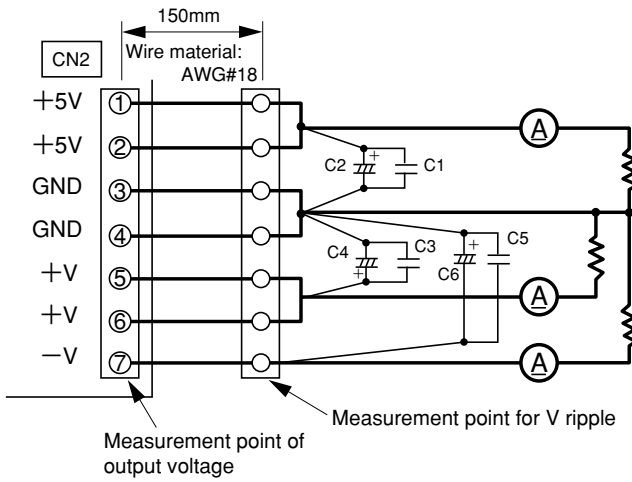 150mm
CN2
Wire material:
AWG#18
+5V ①
+5V ②
GND ③
GND ④
+V ⑤
+V ⑥
−V ⑦
A
C2 + C1
C4 + C3
C6 + C5
A
A
Measurement point for V ripple
Measurement point of
output voltage